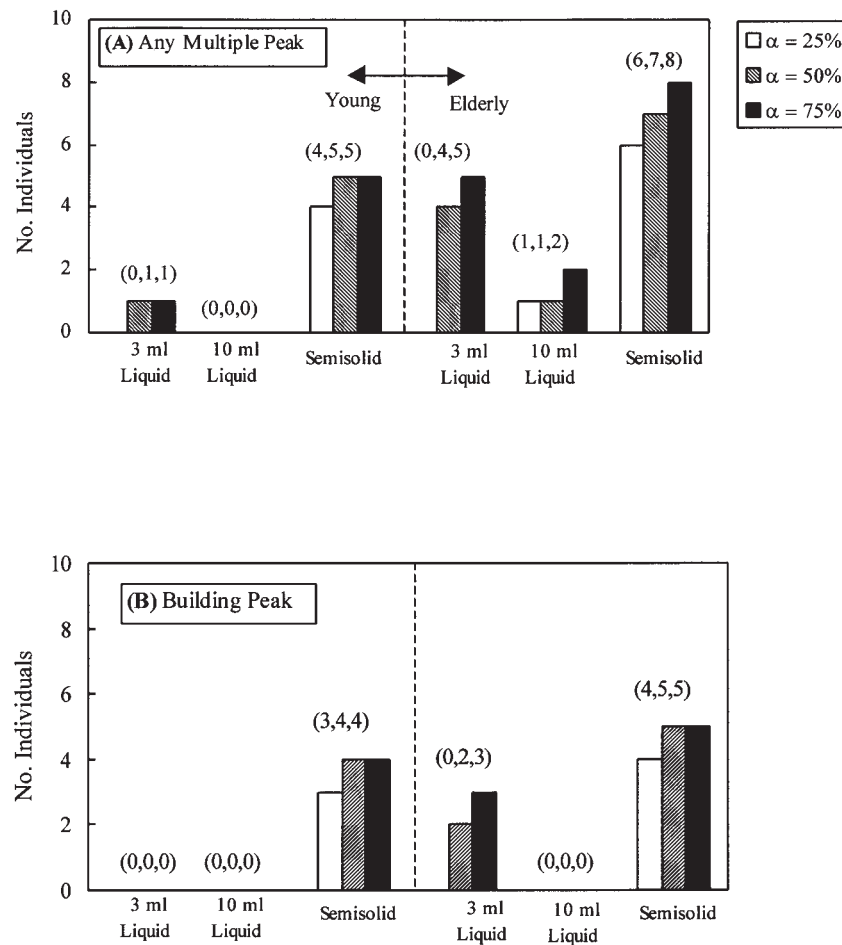 (A) Any Multiple Peak
α = 25%
α = 50%
α = 75%
Young
Elderly
No. Individuals
10
8
6
4
2
0
(0,1,1)
(0,0,0)
(4,5,5)
(0,4,5)
(1,1,2)
(6,7,8)
3 ml
Liquid
10 ml
Liquid
Semisolid
3 ml
Liquid
10 ml
Liquid
Semisolid
(B) Building Peak
No. Individuals
10
8
6
4
2
0
(0,0,0)
(0,0,0)
(3,4,4)
(0,2,3)
(0,0,0)
(4,5,5)
3 ml
Liquid
10 ml
Liquid
Semisolid
3 ml
Liquid
10 ml
Liquid
Semisolid